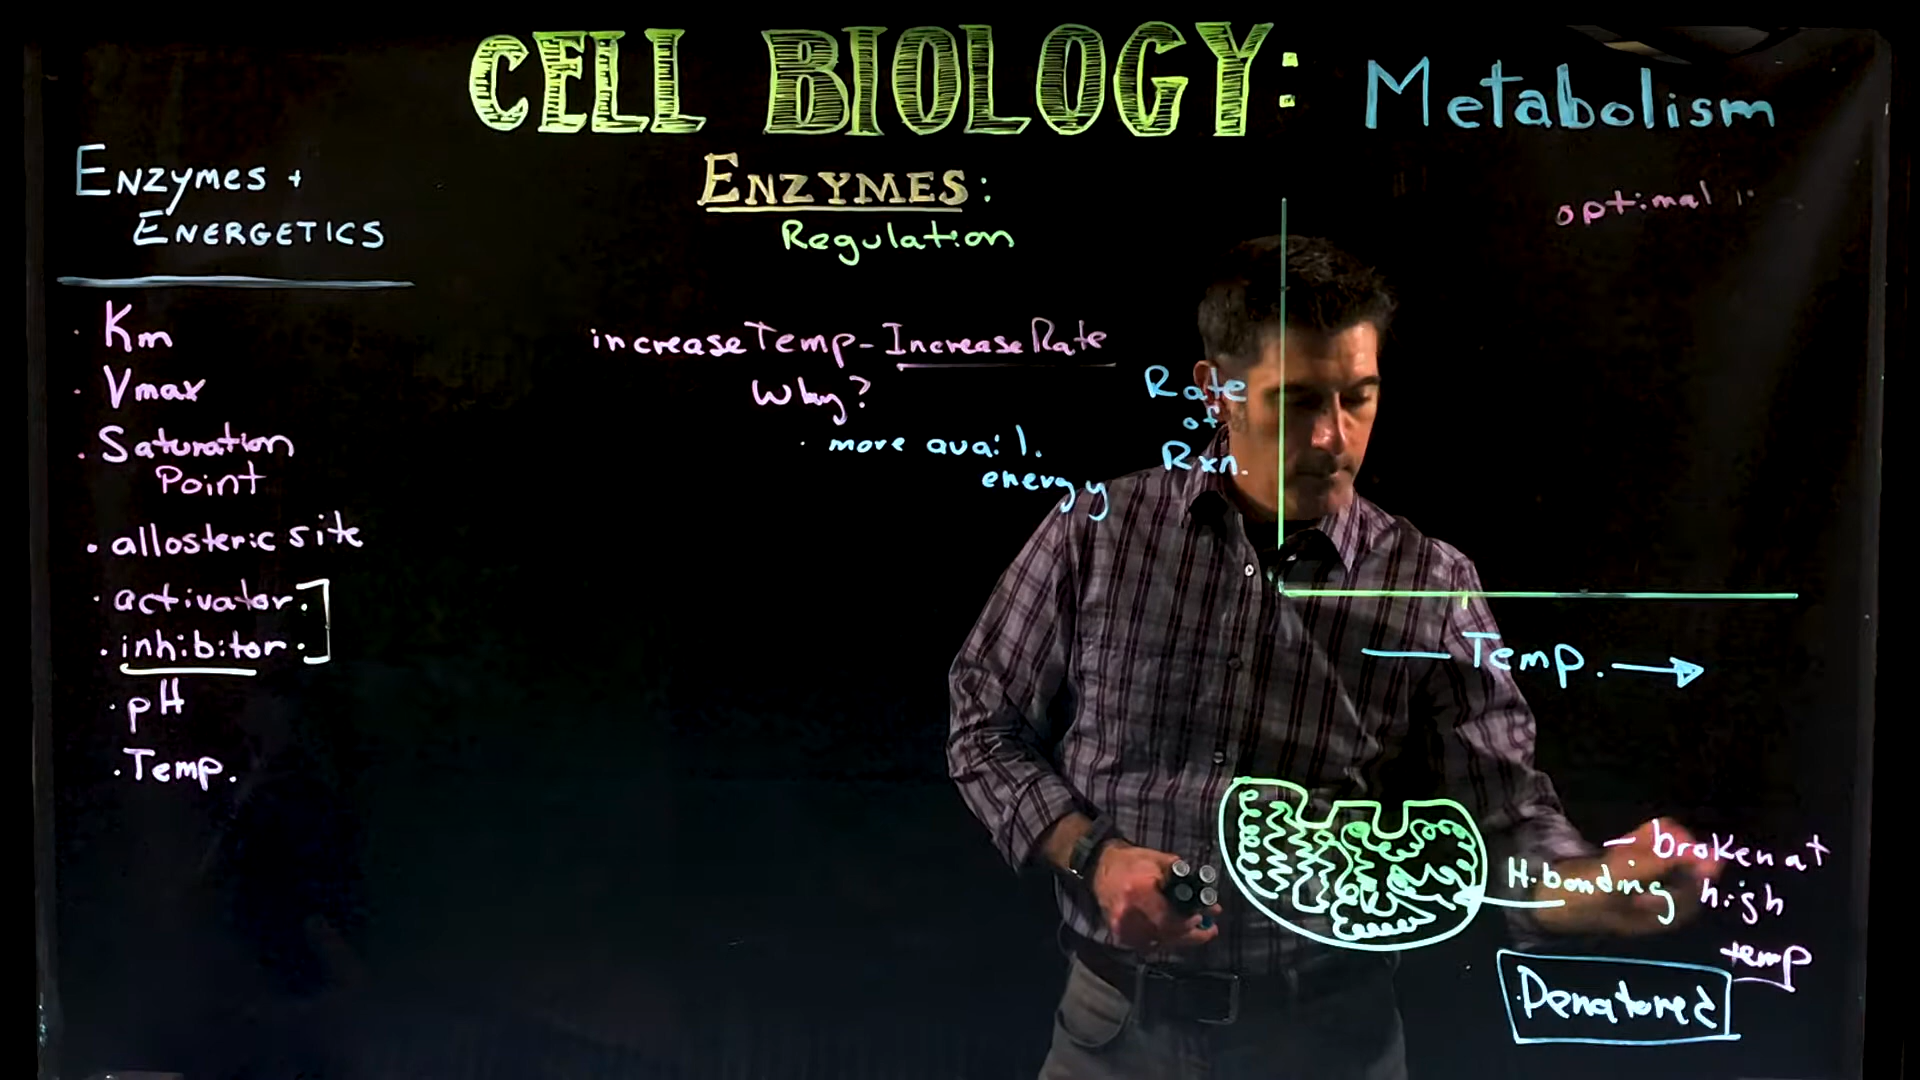 CELL BIOLOGY: Metabolism
ENZYMES +
ENERGETICS
· Km
· Vmax
· Saturation
Point
· allosteric site
· activator.
· inhibitor.
· pH
· Temp.
ENZYMES:
Regulation
increase Temp - Increase Rate
Why?
· more avail.
energy
Rate
of
Rxn.
optimal
Temp.
H-bonding
- broken at
high
temp
Denatured